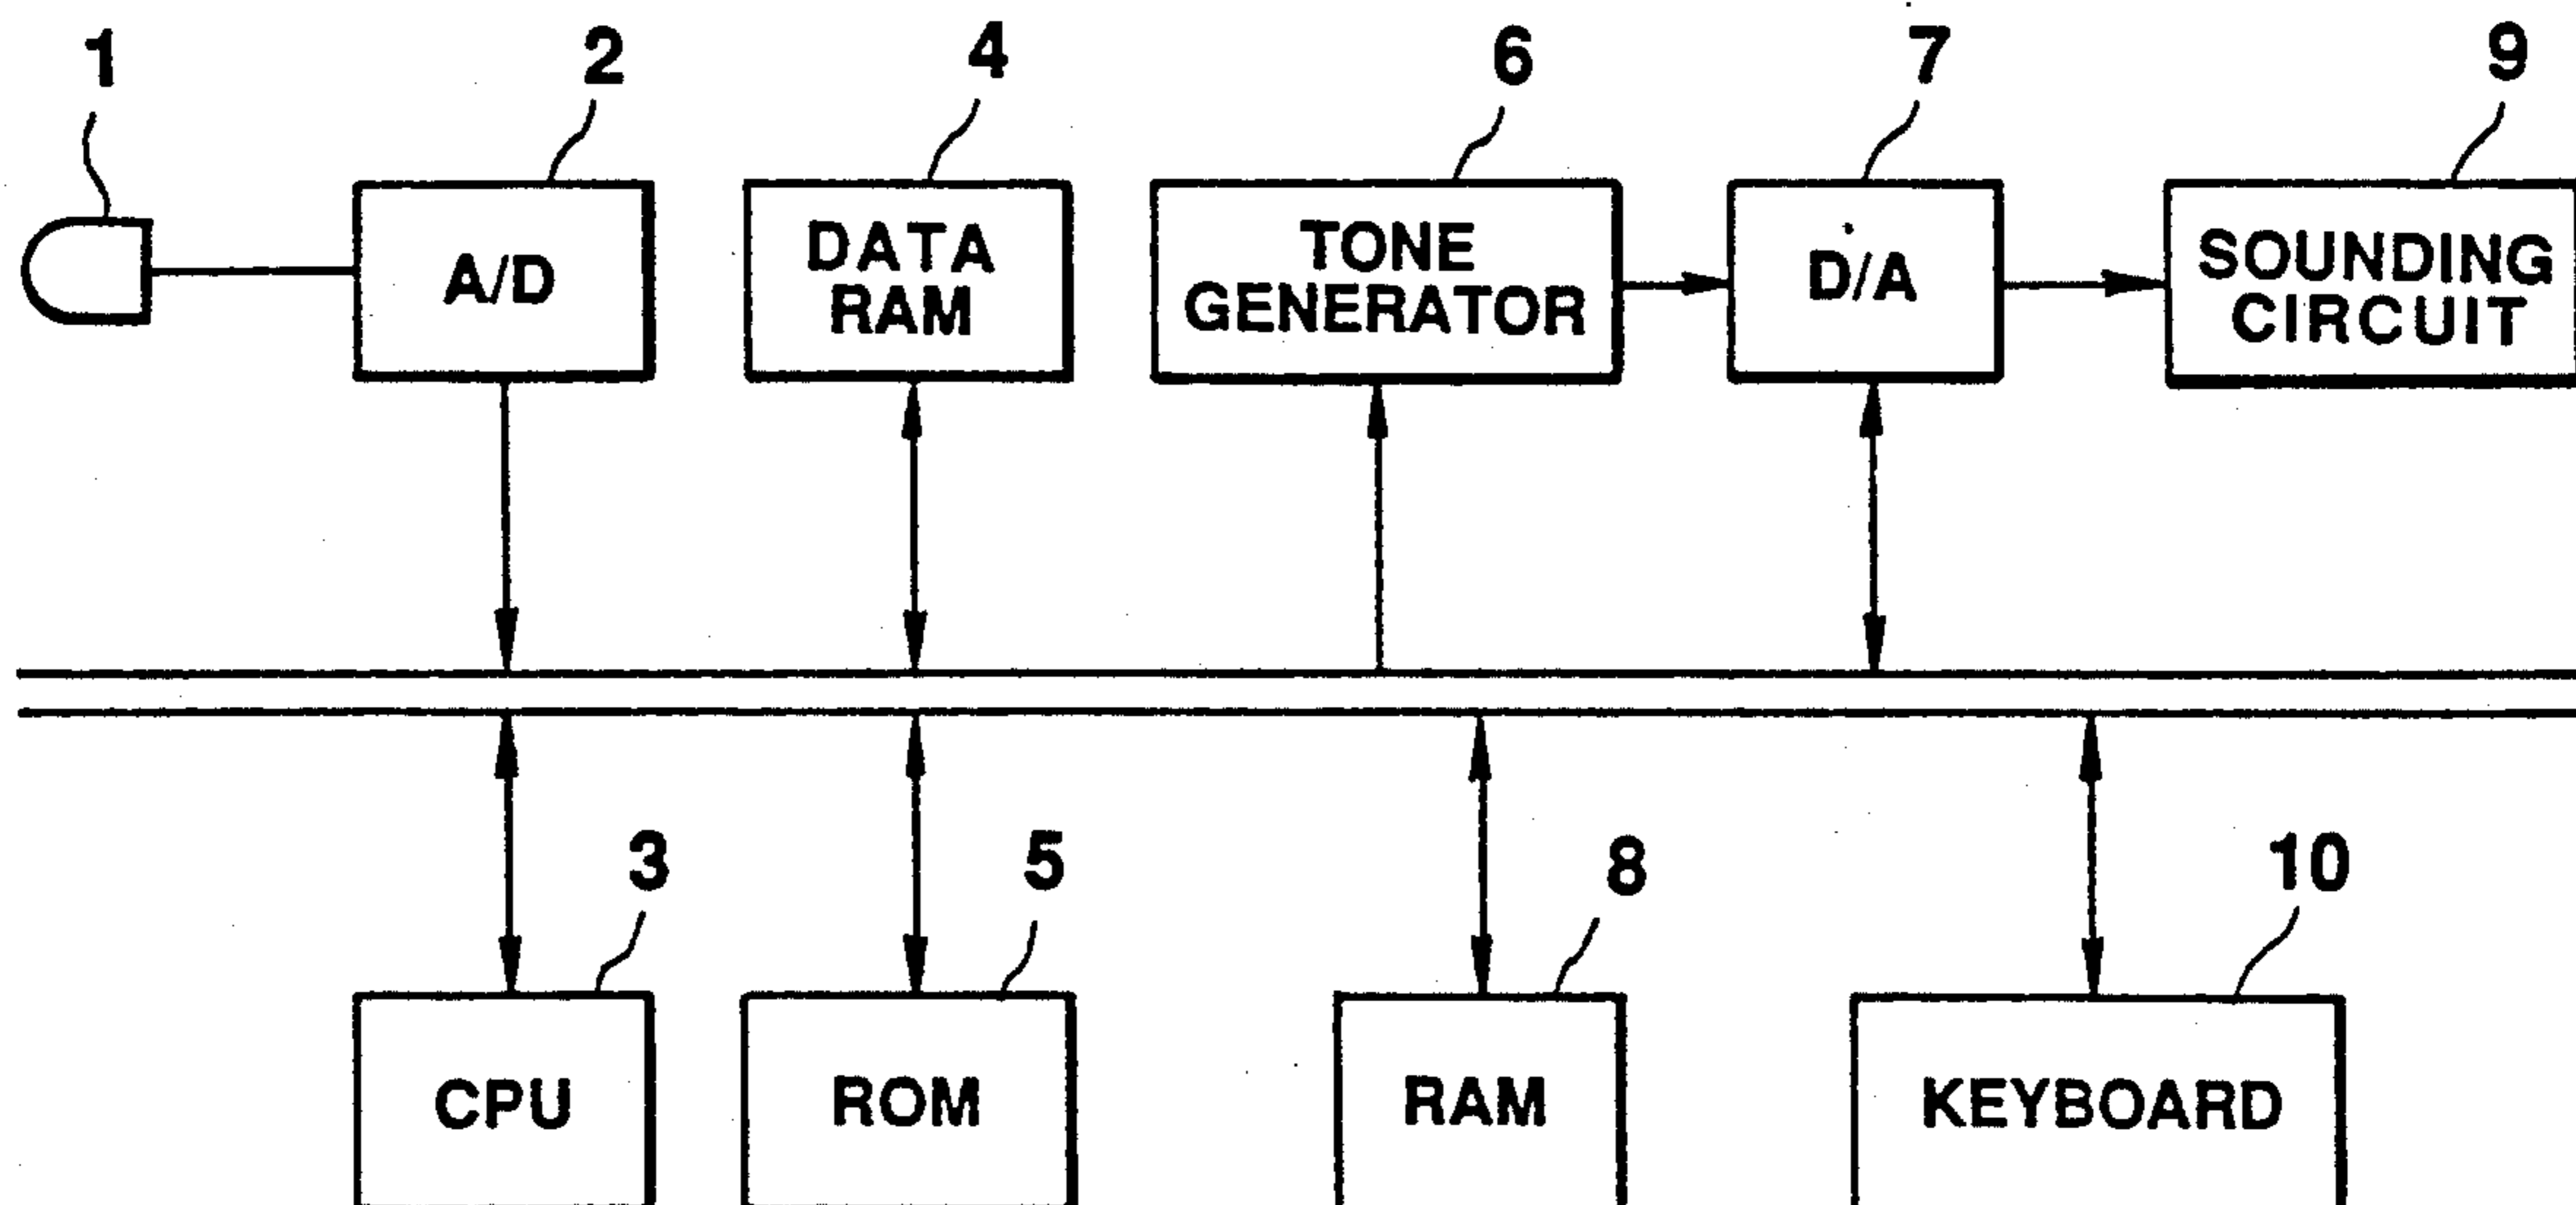 1
2
4
6
7
9
A/D
DATA
RAM
TONE
GENERATOR
D/A
SOUNDING
CIRCUIT
3
5
8
10
CPU
ROM
RAM
KEYBOARD